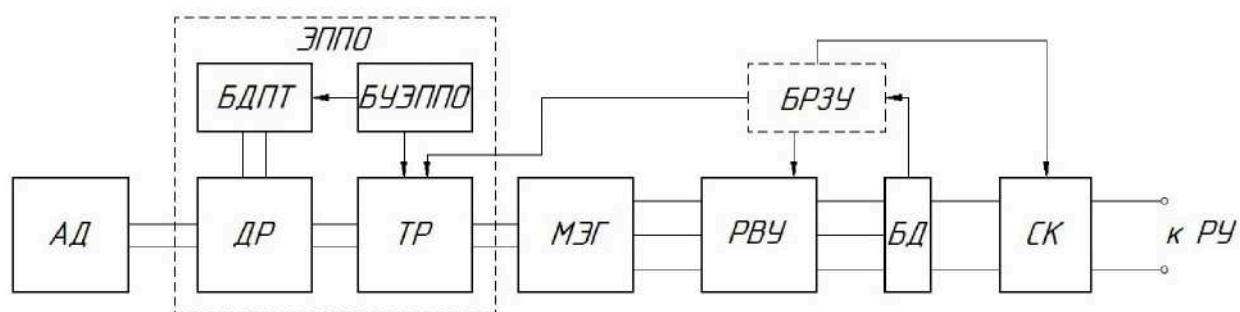 ЭППО
БДПТ
БУЭППО
БРЗУ
АД
ДР
ТР
МЭГ
РВУ
БД
СК
к РУ